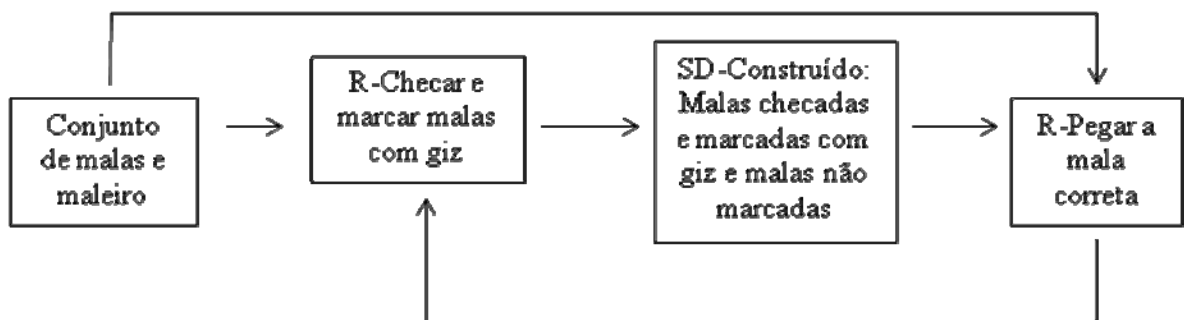 Conjunto
de malas e
maleiro
R-Checar e
marcar malas
com giz
SD-Construído:
Malas checadas
e marcadas com
giz e malas não
marcadas
R-Pegar a
mala
correta